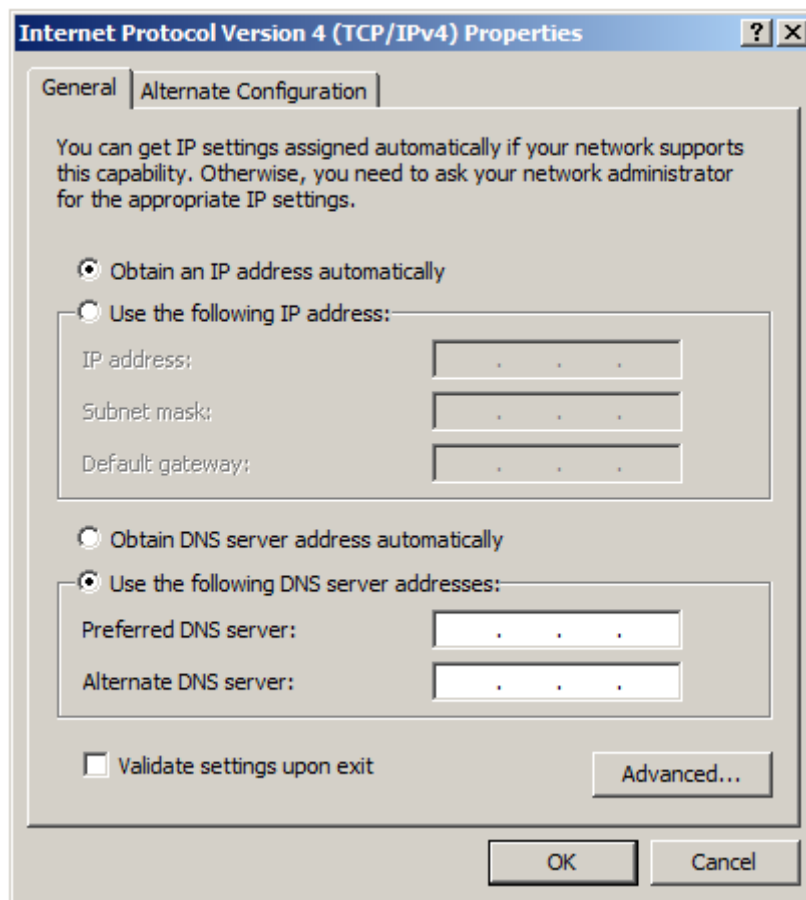 Internet Protocol Version 4 (TCP/IPv4) Properties
General
Alternate Configuration
You can get IP settings assigned automatically if your network supports
this capability. Otherwise, you need to ask your network administrator
for the appropriate IP settings.
Obtain an IP address automatically
Use the following IP address:
IP address:
Subnet mask:
Default gateway:
Obtain DNS server address automatically
Use the following DNS server addresses:
Preferred DNS server:
Alternate DNS server:
Validate settings upon exit
Advanced...
OK
Cancel